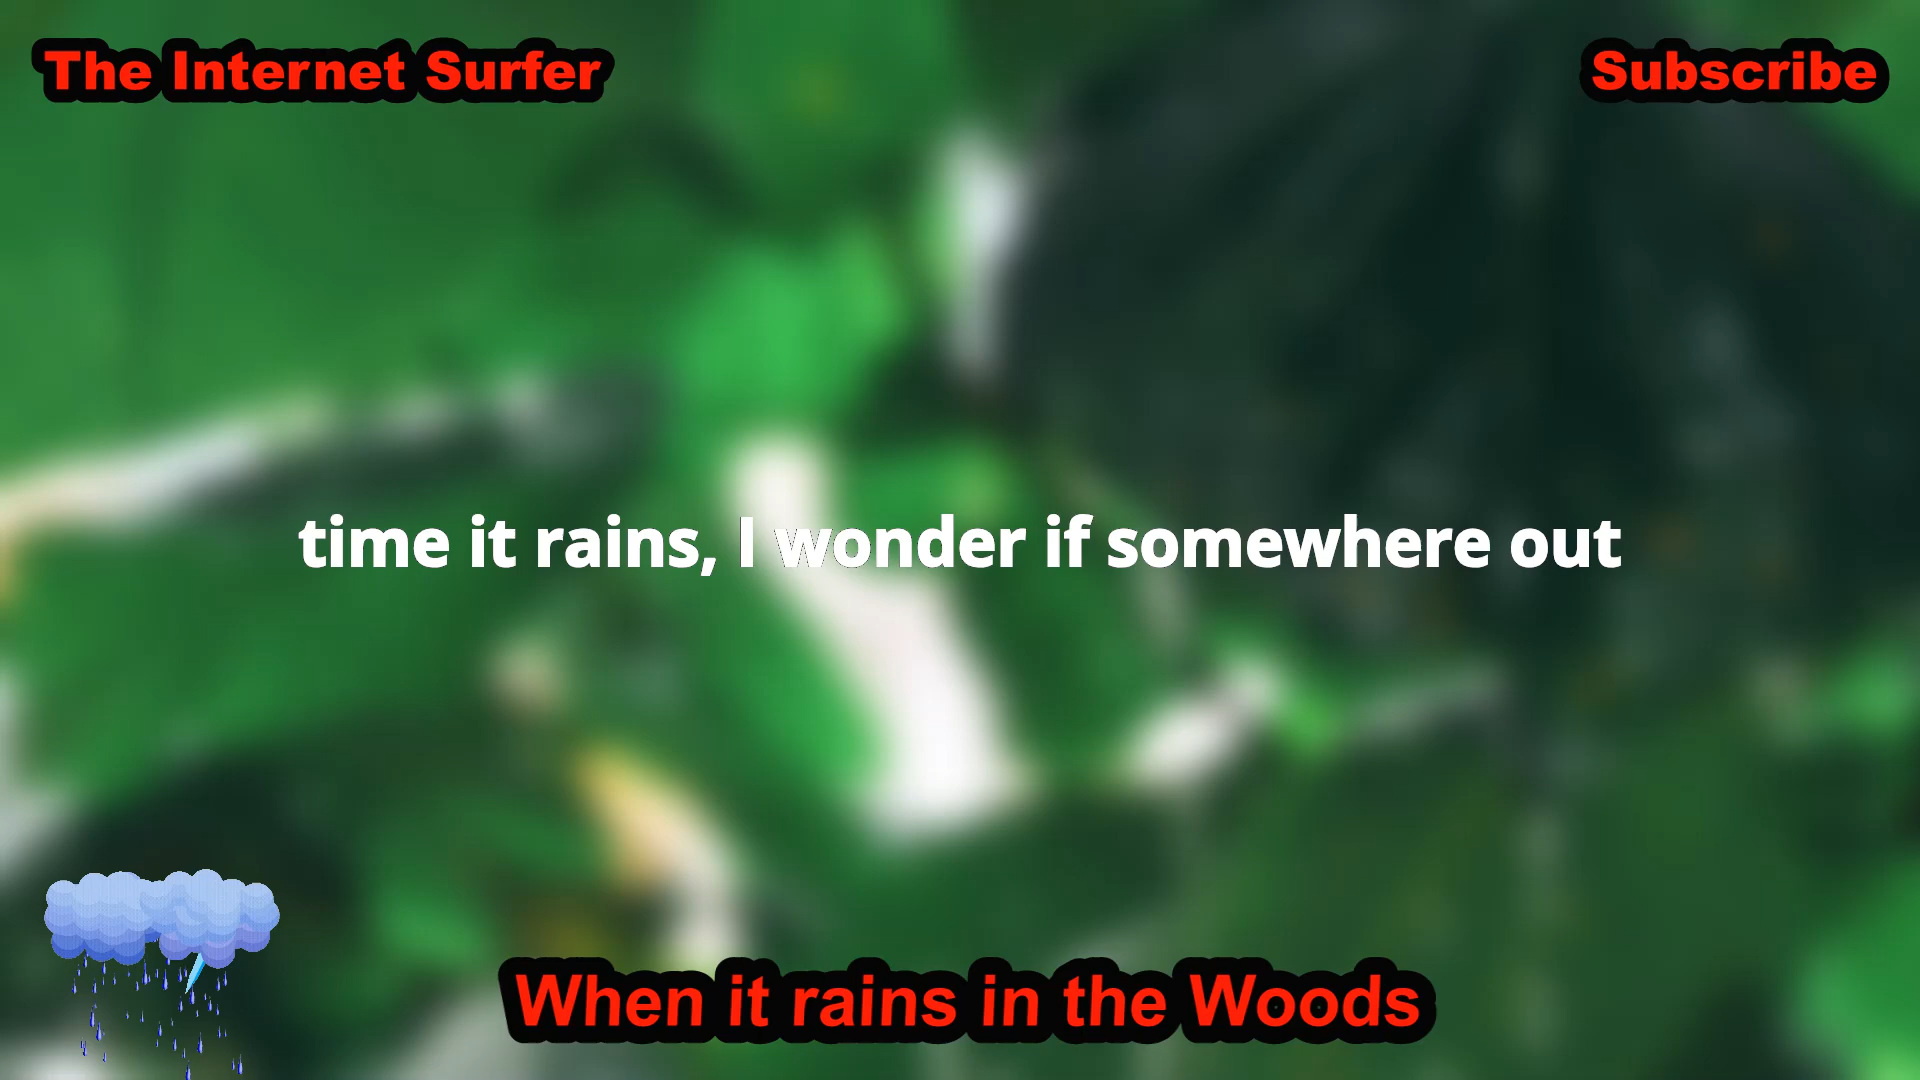 The Internet Surfer
Subscribe
time it rains, I wonder if somewhere out
When it rains in the Woods